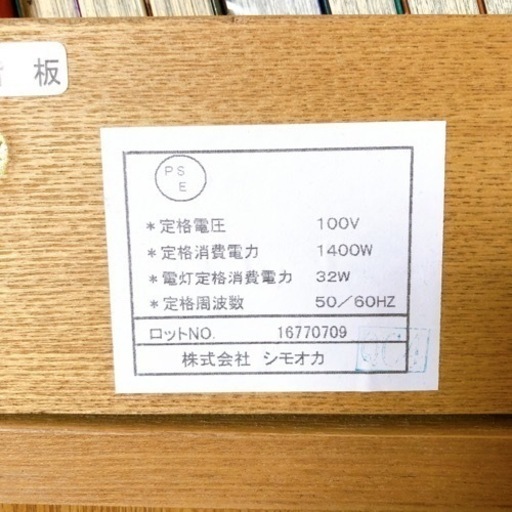 板
PS
E
＊定格電圧 100V
＊定格消費電力 1400W
＊電灯定格消費電力 32W
＊定格周波数 50／60HZ
ロットNO. 16770709
株式会社 シモオカ